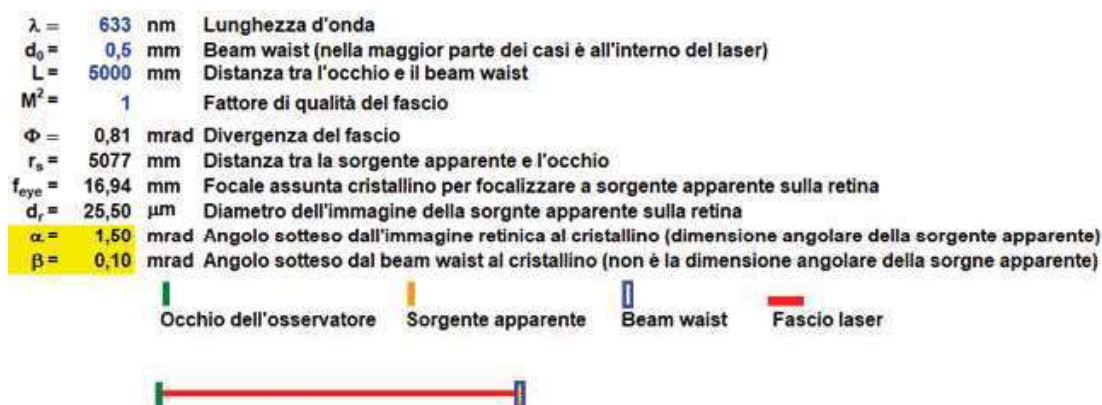 λ = 633 nm Lunghezza d'onda
d₀ = 0,5 mm Beam waist (nella maggior parte dei casi è all'interno del laser)
L = 5000 mm Distanza tra l'occhio e il beam waist
M² = 1 Fattore di qualità del fascio
Φ = 0,81 mrad Divergenza del fascio
rₛ = 5077 mm Distanza tra la sorgente apparente e l'occhio
f_eye = 16,94 mm Focale assunta cristallino per focalizzare a sorgente apparente sulla retina
dᵣ = 25,50 μm Diametro dell'immagine della sorgnte apparente sulla retina
α = 1,50 mrad Angolo sotteso dall'immagine retinica al cristallino (dimensione angolare della sorgente apparente)
β = 0,10 mrad Angolo sotteso dal beam waist al cristallino (non è la dimensione angolare della sorgne apparente)
Occhio dell'osservatore Sorgente apparente Beam waist Fascio laser